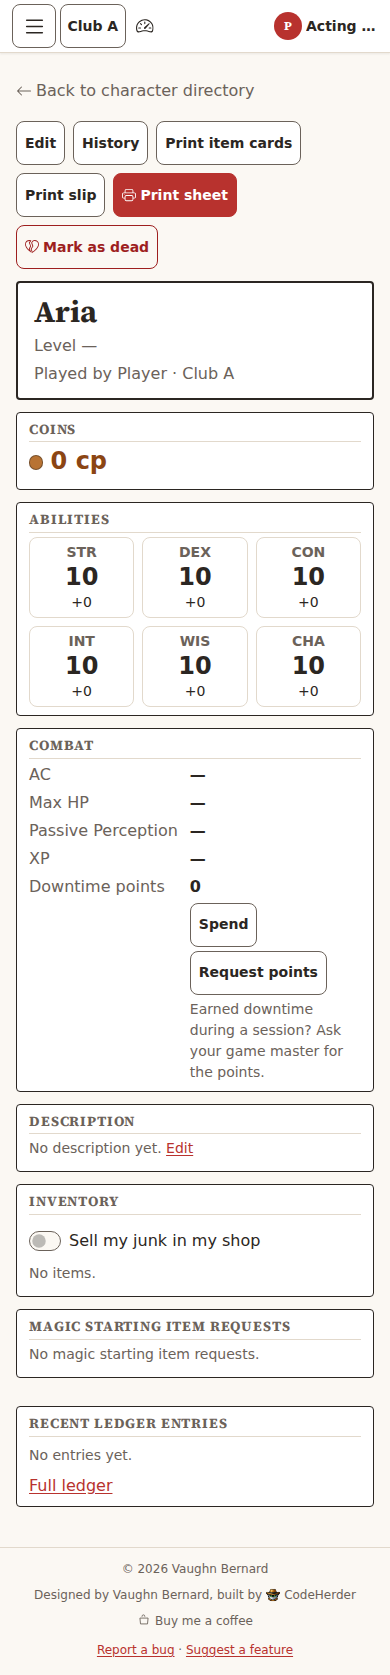 Club A
P Acting ...
← Back to character directory
Edit
History
Print item cards
Print slip
Print sheet
Mark as dead
Aria
Level —
Played by Player · Club A
COINS
0 cp
ABILITIES
STR DEX CON
10 10 10
+0 +0 +0
INT WIS CHA
10 10 10
+0 +0 +0
COMBAT
AC —
Max HP —
Passive Perception —
XP —
Downtime points 0
Spend
Request points
Earned downtime
during a session? Ask
your game master for
the points.
DESCRIPTION
No description yet. Edit
INVENTORY
Sell my junk in my shop
No items.
MAGIC STARTING ITEM REQUESTS
No magic starting item requests.
RECENT LEDGER ENTRIES
No entries yet.
Full ledger
© 2026 Vaughn Bernard
Designed by Vaughn Bernard, built by CodeHerder
Buy me a coffee
Report a bug · Suggest a feature